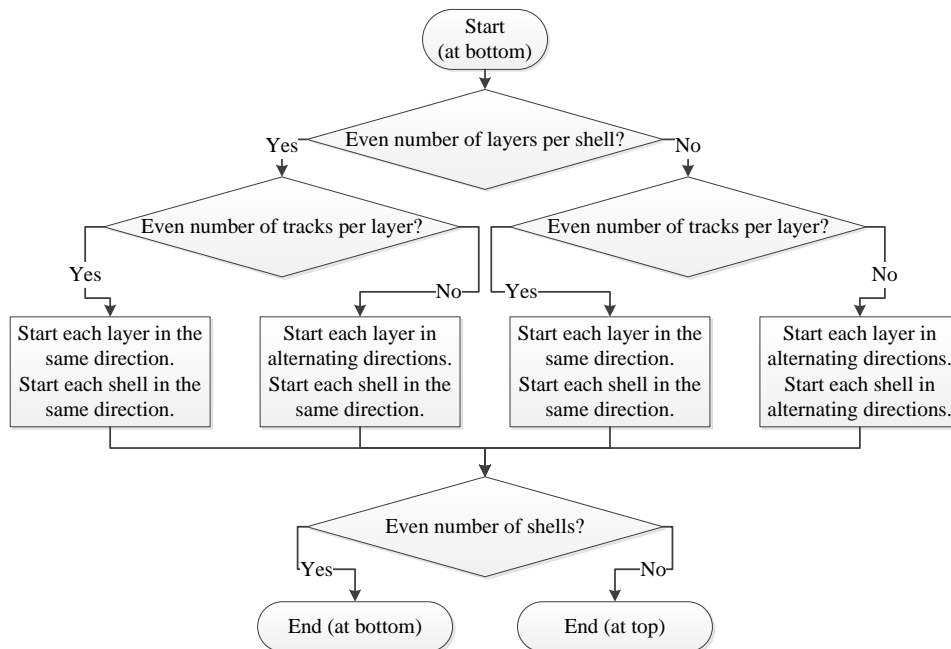 Start
(at bottom)
Even number of layers per shell?
Yes
No
Even number of tracks per layer?
Even number of tracks per layer?
Yes
No
Yes
No
Start each layer in the
same direction.
Start each shell in the
same direction.
Start each layer in
alternating directions.
Start each shell in the
same direction.
Start each layer in the
same direction.
Start each shell in the
same direction.
Start each layer in
alternating directions.
Start each shell in
alternating directions.
Even number of shells?
Yes
No
End (at bottom)
End (at top)